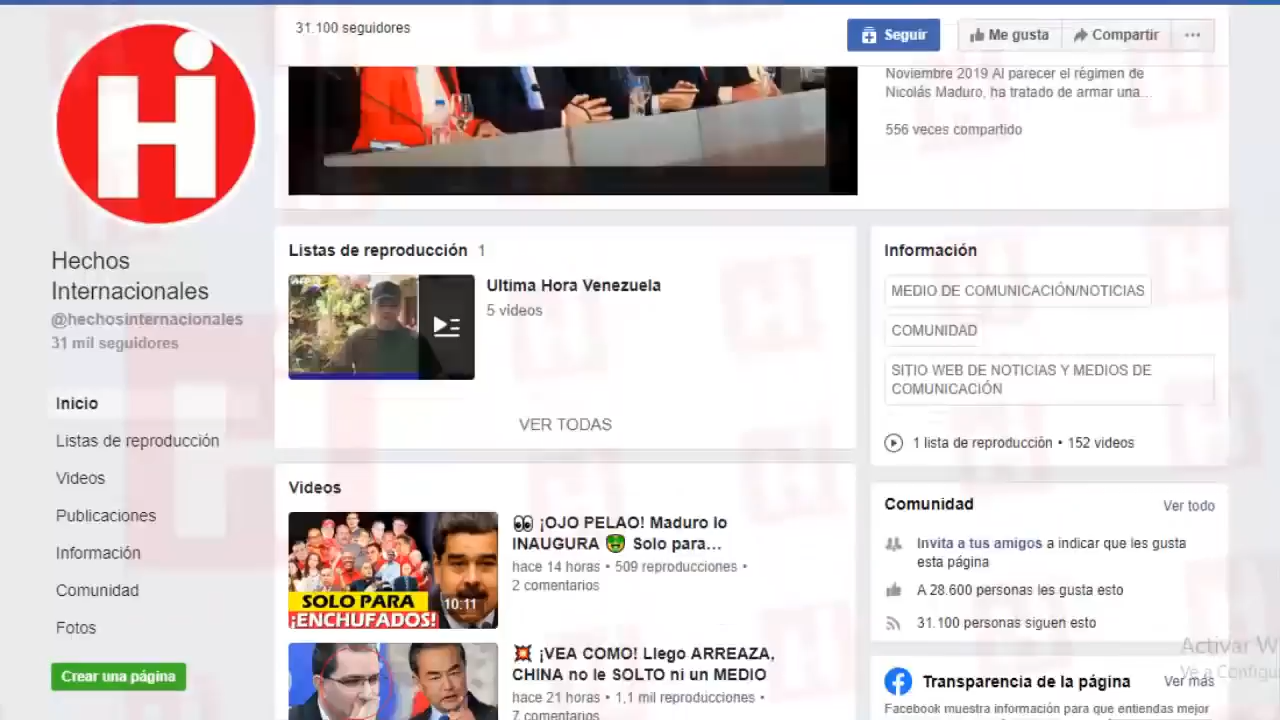 31.100 seguidores
Seguir
Me gusta
Compartir
Noviembre 2019 Al parecer el régimen de
Nicolás Maduro, ha tratado de armar una...
556 veces compartido
Hi
Hechos
Internacionales
@hechosinternacionales
31 mil seguidores
Inicio
Listas de reproducción
Videos
Publicaciones
Información
Comunidad
Fotos
Crear una página
Listas de reproducción 1
Ultima Hora Venezuela
5 videos
VER TODAS
Videos
👀 ¡OJO PELAO! Maduro lo
INAUGURA 🤑 Solo para...
hace 14 horas • 509 reproducciones •
2 comentarios
SOLO PARA
¡ENCHUFADOS!
10:11
💥 ¡VEA COMO! Llego ARREAZA,
CHINA no le SOLTO ni un MEDIO
hace 21 horas • 1,1 mil reproducciones •
7 comentarios
Información
MEDIO DE COMUNICACIÓN/NOTICIAS
COMUNIDAD
SITIO WEB DE NOTICIAS Y MEDIOS DE
COMUNICACIÓN
1 lista de reproducción • 152 videos
Comunidad
Ver todo
Invita a tus amigos a indicar que les gusta
esta página
A 28.600 personas les gusta esto
31.100 personas siguen esto
Activar W
Ve a Configu
Transparencia de la página
Ver más
Facebook muestra información para que entiendas mejor